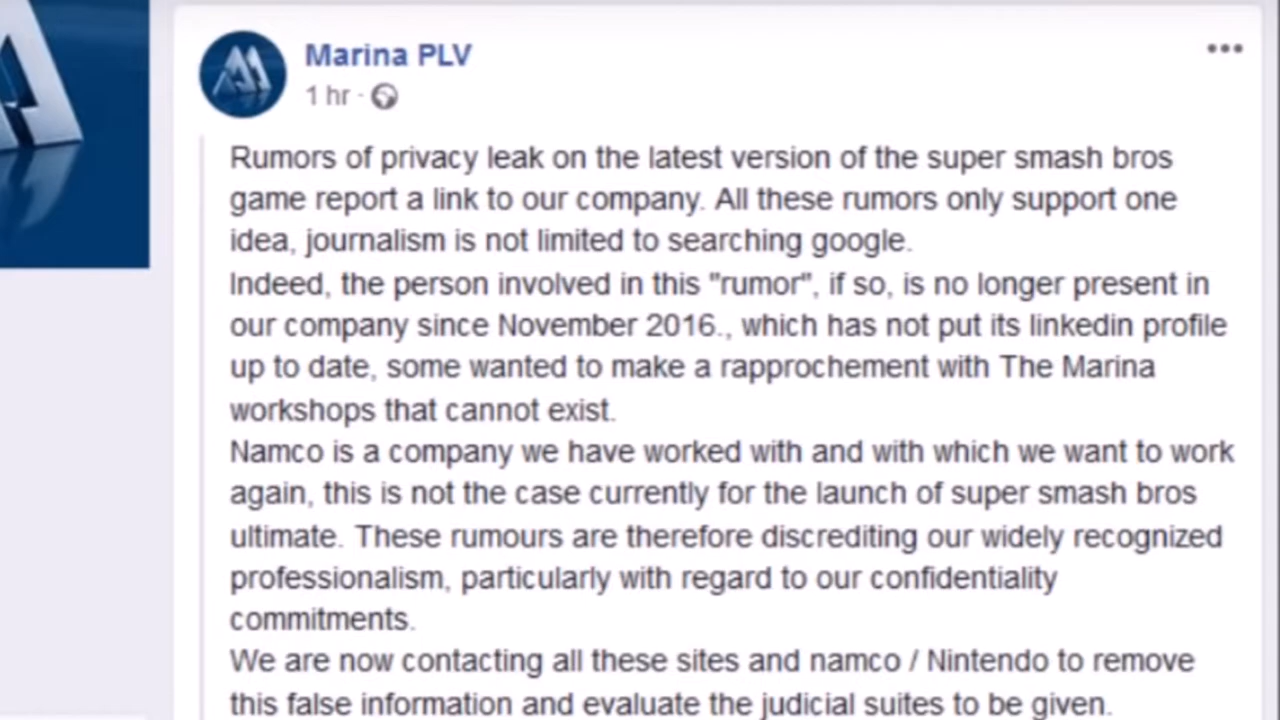 Marina PLV
1 hr ·
Rumors of privacy leak on the latest version of the super smash bros
game report a link to our company. All these rumors only support one
idea, journalism is not limited to searching google.
Indeed, the person involved in this "rumor", if so, is no longer present in
our company since November 2016., which has not put its linkedin profile
up to date, some wanted to make a rapprochement with The Marina
workshops that cannot exist.
Namco is a company we have worked with and with which we want to work
again, this is not the case currently for the launch of super smash bros
ultimate. These rumours are therefore discrediting our widely recognized
professionalism, particularly with regard to our confidentiality
commitments.
We are now contacting all these sites and namco / Nintendo to remove
this false information and evaluate the judicial suites to be given.